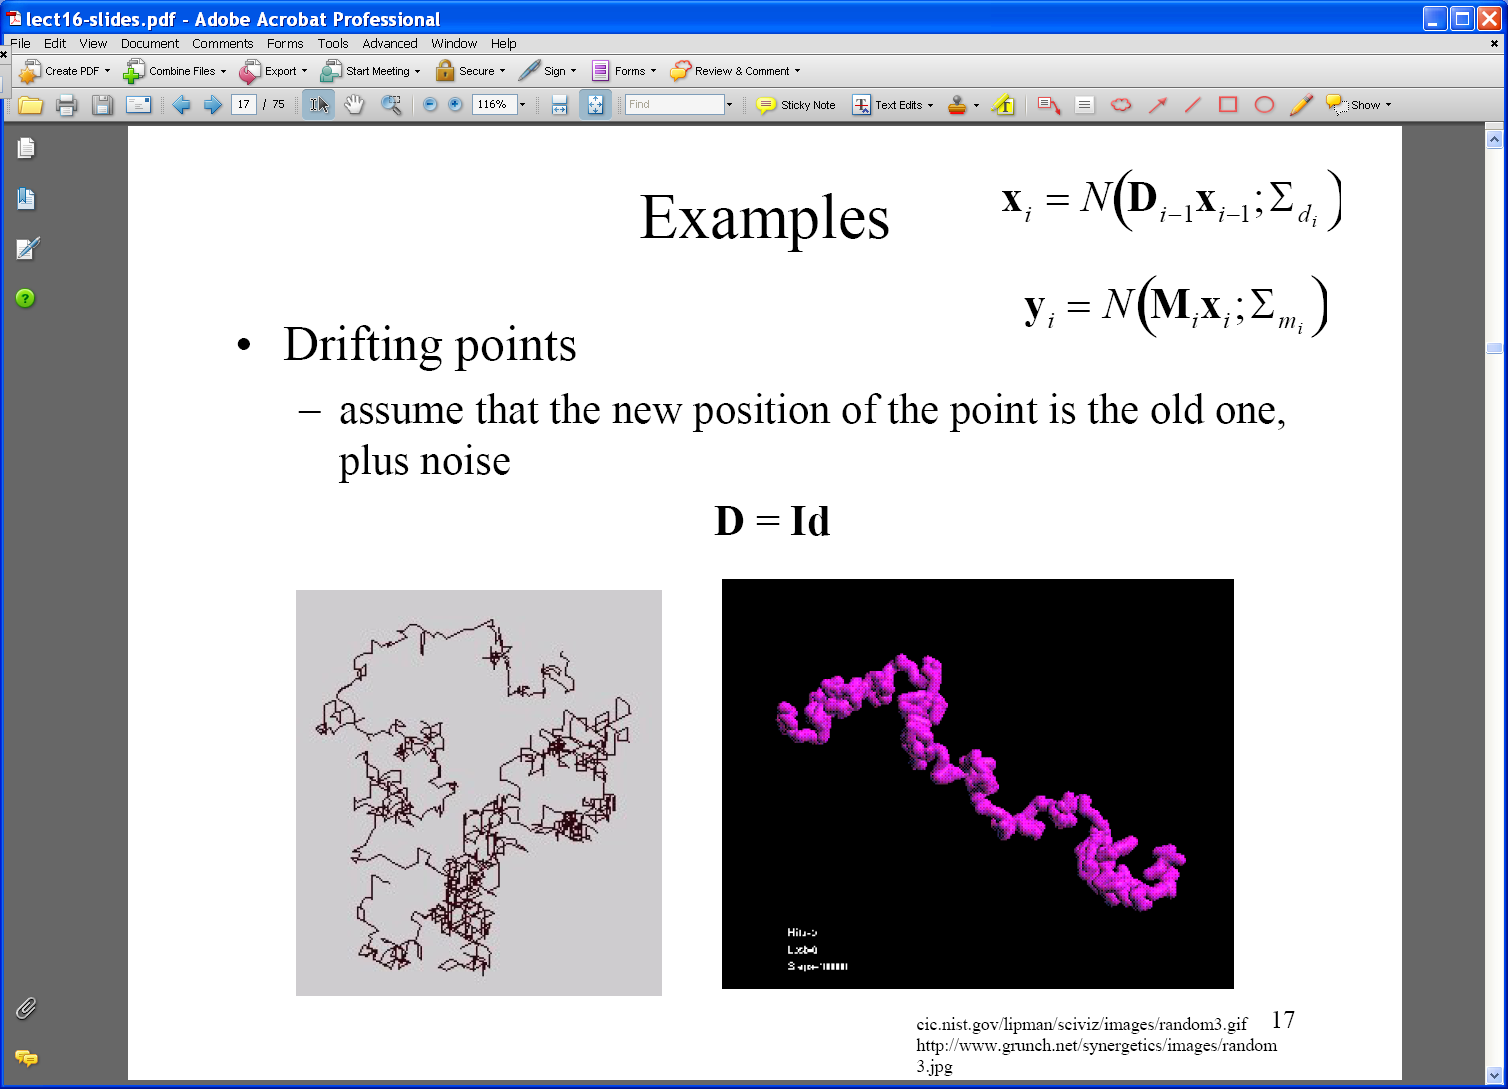 lect16-slides.pdf - Adobe Acrobat Professional
File Edit View Document Comments Forms Tools Advanced Window Help
Create PDF Combine Files Export Start Meeting Secure Sign Forms Review & Comment
17 / 75 116% Find Sticky Note Text Edits Show
Examples
x_i = N(D_{i−1}x_{i−1};Σ_{d_i})
y_i = N(M_i x_i;Σ_{m_i})
• Drifting points
– assume that the new position of the point is the old one,
plus noise
D = Id
cic.nist.gov/lipman/sciviz/images/random3.gif
http://www.grunch.net/synergetics/images/random
3.jpg
17